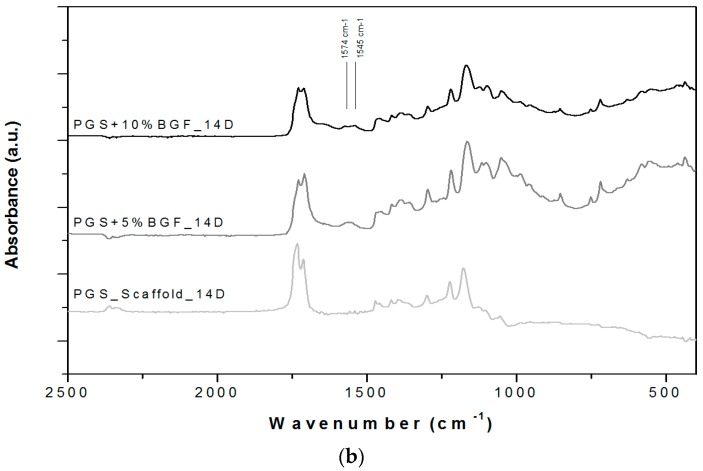 1574 cm-1
1545 cm-1
PGS+10%BGF_14D
PGS+5%BGF_14D
PGS_Scaffold_14D
Absorbance (a.u.)
2500 2000 1500 1000 500
Wavenumber (cm⁻¹)
(b)